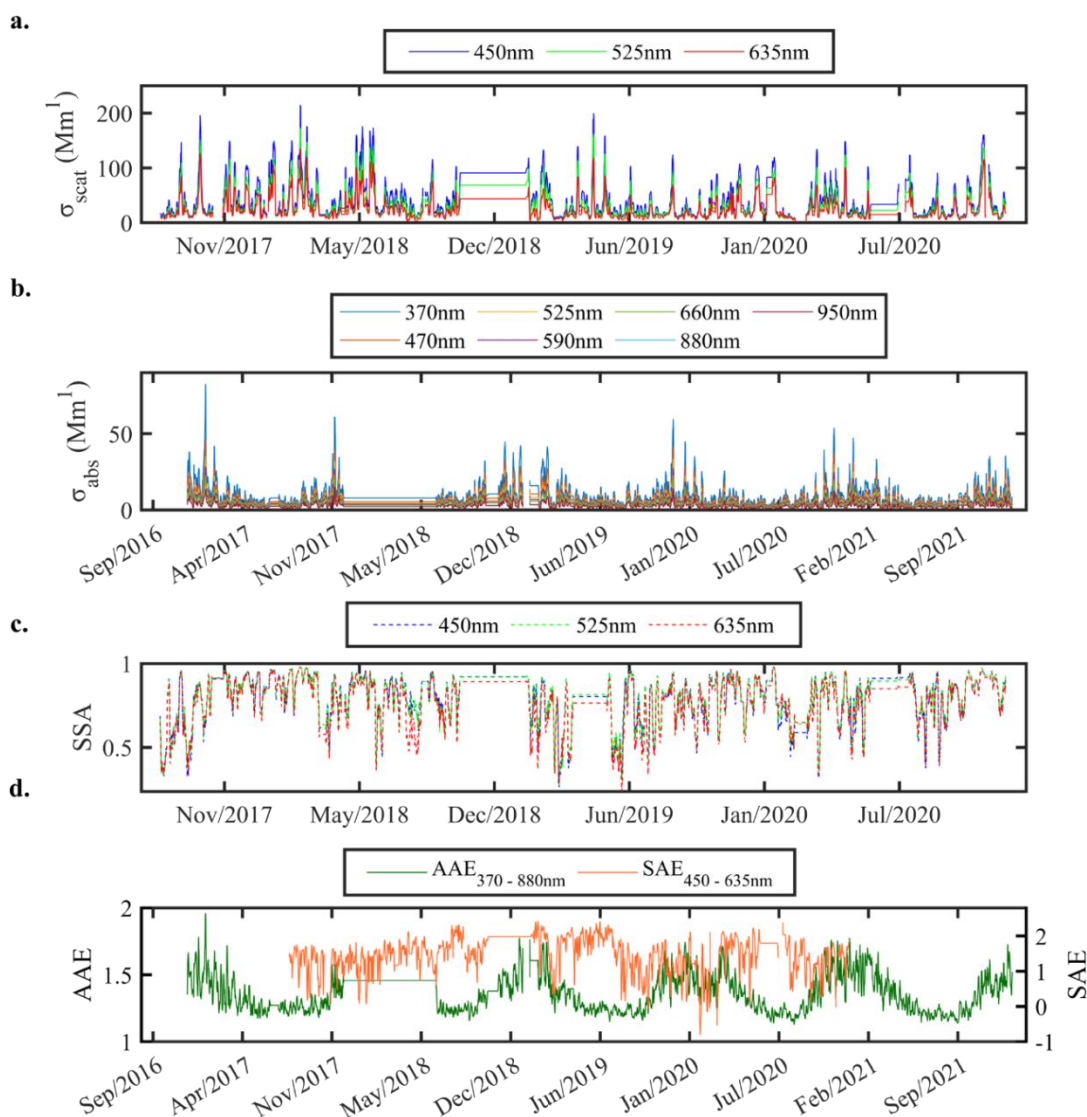 a.
450nm 525nm 635nm
σscat (Mm1)
200
100
0
Nov/2017 May/2018 Dec/2018 Jun/2019 Jan/2020 Jul/2020
b.
370nm 525nm 660nm 950nm
470nm 590nm 880nm
σabs (Mm1)
50
0
Sep/2016 Apr/2017 Nov/2017 May/2018 Dec/2018 Jun/2019 Jan/2020 Jul/2020 Feb/2021 Sep/2021
c.
450nm 525nm 635nm
SSA
1
0.5
Nov/2017 May/2018 Dec/2018 Jun/2019 Jan/2020 Jul/2020
d.
AAE370 - 880nm SAE450 - 635nm
AAE
2
1.5
1
2
1
0
-1
SAE
Sep/2016 Apr/2017 Nov/2017 May/2018 Dec/2018 Jun/2019 Jan/2020 Jul/2020 Feb/2021 Sep/2021